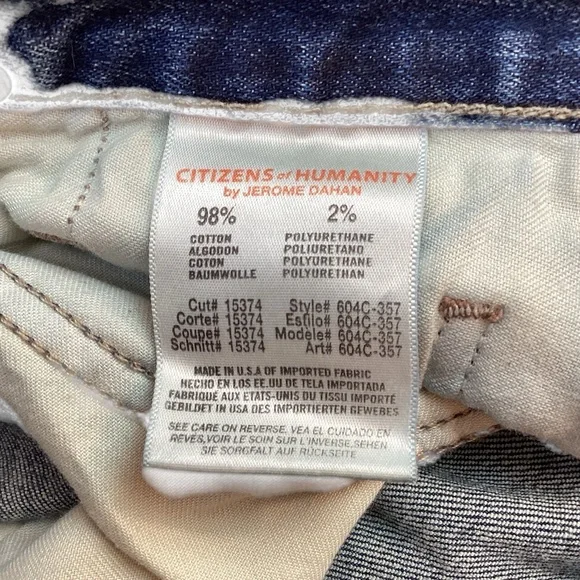 CITIZENS of HUMANITY
by JEROME DAHAN
98% 2%
COTTON POLYURETHANE
ALGODON POLIURETANO
COTON POLYURETHANE
BAUMWOLLE POLYURETHAN
Cut# 15374 Style# 604C-357
Corte# 15374 Esfilo# 604C-357
Coupe# 15374 Modele# 604C-357
Schnitt# 15374 Art# 604C-357
MADE IN U.S.A OF IMPORTED FABRIC
HECHO EN LOS EE.UU DE TELA IMPORTADA
FABRIQUÉ AUX ETATS-UNIS DU TISSU IMPORTÉ
GEBILDET IN USA DES IMPORTIERTEN GEWEBES
SEE CARE ON REVERSE. VEA EL CUIDADO EN
REVÉS, VOIR LE SOIN SUR L'INVERSE, SEHEN
SIE SORGFALT AUF RÜCKSEITE